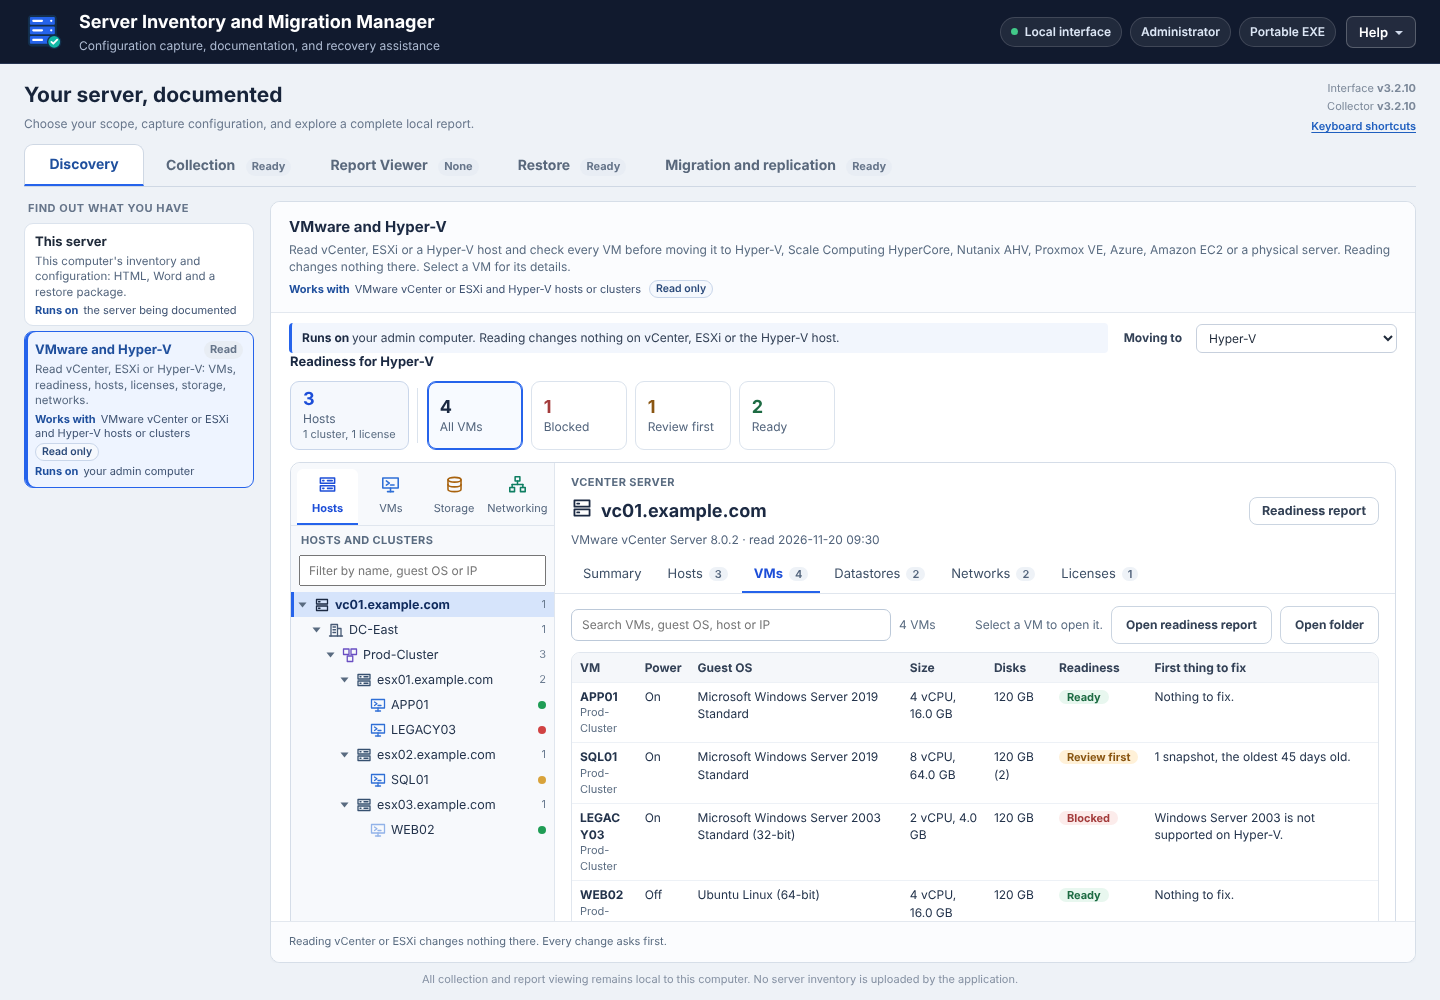 Server Inventory and Migration Manager
Configuration capture, documentation, and recovery assistance
Local interface
Administrator
Portable EXE
Help
Your server, documented
Choose your scope, capture configuration, and explore a complete local report.
Interface v3.2.10
Collector v3.2.10
Keyboard shortcuts
Discovery
Collection Ready
Report Viewer None
Restore Ready
Migration and replication Ready
FIND OUT WHAT YOU HAVE
This server
This computer's inventory and
configuration: HTML, Word and a
restore package.
Runs on the server being documented
VMware and Hyper-V Read
Read vCenter, ESXi or Hyper-V: VMs,
readiness, hosts, licenses, storage,
networks.
Works with VMware vCenter or ESXi
and Hyper-V hosts or clusters
Read only
Runs on your admin computer
VMware and Hyper-V
Read vCenter, ESXi or a Hyper-V host and check every VM before moving it to Hyper-V, Scale Computing HyperCore, Nutanix AHV, Proxmox VE, Azure, Amazon EC2 or a physical server. Reading
changes nothing there. Select a VM for its details.
Works with VMware vCenter or ESXi and Hyper-V hosts or clusters Read only
Runs on your admin computer. Reading changes nothing on vCenter, ESXi or the Hyper-V host.
Moving to Hyper-V
Readiness for Hyper-V
3
Hosts
1 cluster, 1 license
4
All VMs
1
Blocked
1
Review first
2
Ready
Hosts
VMs
Storage
Networking
HOSTS AND CLUSTERS
Filter by name, guest OS or IP
vc01.example.com 1
DC-East 1
Prod-Cluster 3
esx01.example.com 2
APP01
LEGACY03
esx02.example.com 1
SQL01
esx03.example.com 1
WEB02
VCENTER SERVER
vc01.example.com
Readiness report
VMware vCenter Server 8.0.2 · read 2026-11-20 09:30
Summary
Hosts 3
VMs 4
Datastores 2
Networks 2
Licenses 1
Search VMs, guest OS, host or IP
4 VMs
Select a VM to open it.
Open readiness report
Open folder
VM Power Guest OS Size Disks Readiness First thing to fix
APP01 On Microsoft Windows Server 2019 4 vCPU, 120 GB Ready Nothing to fix.
Prod- Standard 16.0 GB
Cluster
SQL01 On Microsoft Windows Server 2019 8 vCPU, 120 GB Review first 1 snapshot, the oldest 45 days old.
Prod- Standard 64.0 GB (2)
Cluster
LEGAC On Microsoft Windows Server 2003 2 vCPU, 4.0 120 GB Blocked Windows Server 2003 is not
Y03 Standard (32-bit) GB supported on Hyper-V.
Prod-
Cluster
WEB02 Off Ubuntu Linux (64-bit) 4 vCPU, 120 GB Ready Nothing to fix.
Prod- 16.0 GB
Reading vCenter or ESXi changes nothing there. Every change asks first.
All collection and report viewing remains local to this computer. No server inventory is uploaded by the application.